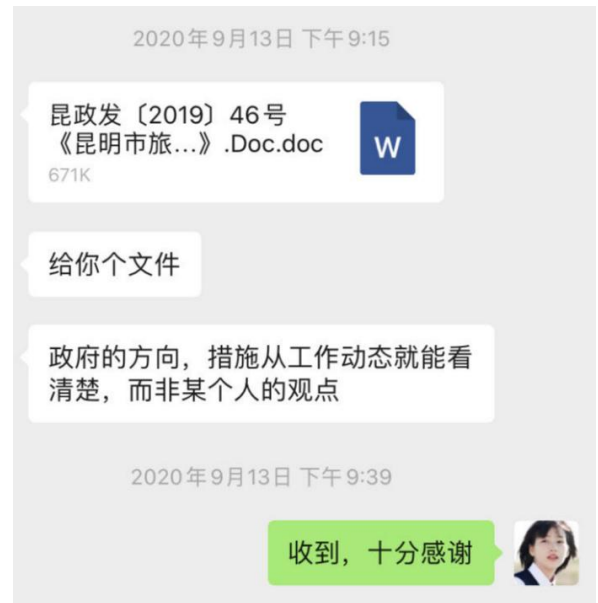 2020年9月13日 下午9:15
昆政发〔2019〕46号
《昆明市旅...》.Doc.doc
671K
W
给你个文件
政府的方向，措施从工作动态就能看
清楚，而非某个人的观点
2020年9月13日 下午9:39
收到，十分感谢